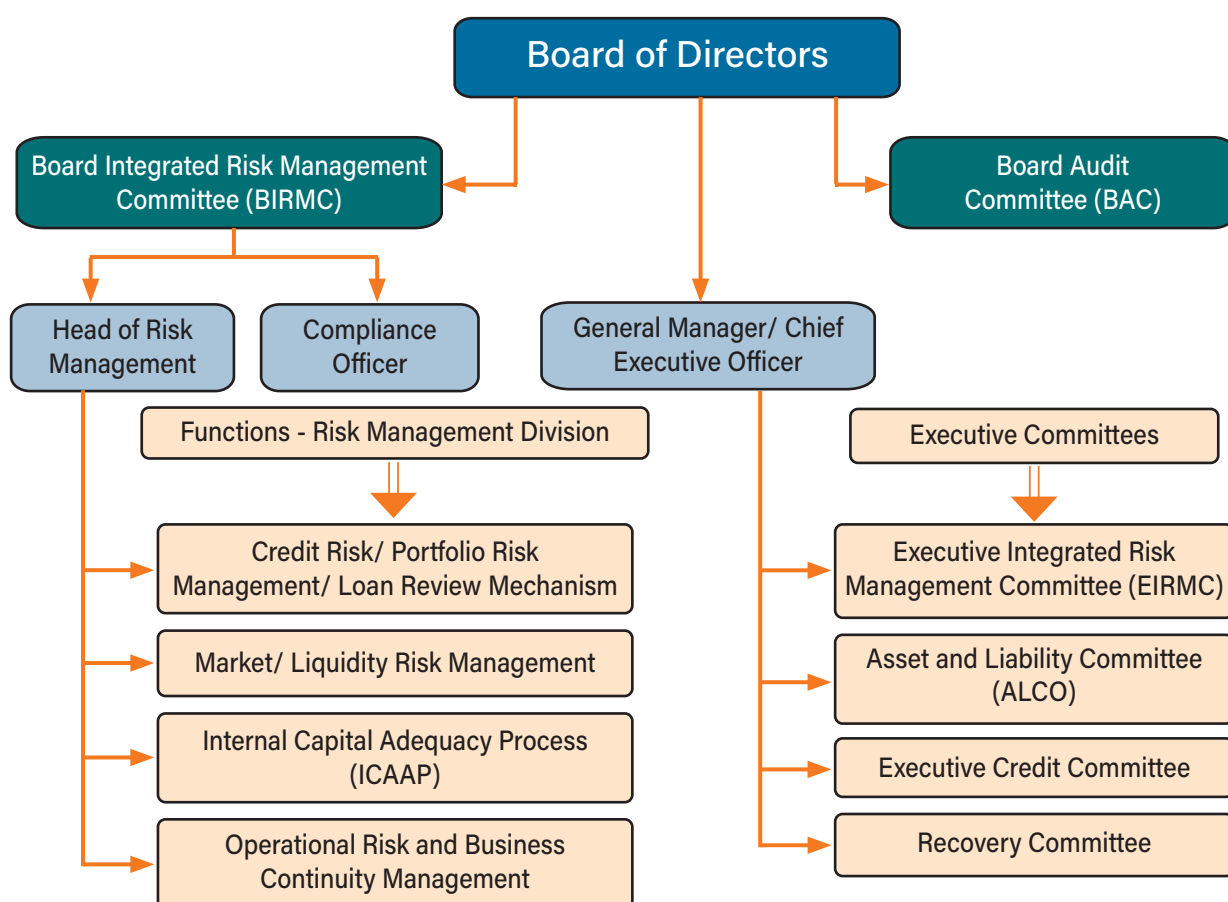 Board of Directors
Board Integrated Risk Management
Committee (BIRMC)
Board Audit
Committee (BAC)
Head of Risk
Management
Compliance
Officer
General Manager/ Chief
Executive Officer
Functions - Risk Management Division
Credit Risk/ Portfolio Risk
Management/ Loan Review Mechanism
Market/ Liquidity Risk Management
Internal Capital Adequacy Process
(ICAAP)
Operational Risk and Business
Continuity Management
Executive Committees
Executive Integrated Risk
Management Committee (EIRMC)
Asset and Liability Committee
(ALCO)
Executive Credit Committee
Recovery Committee